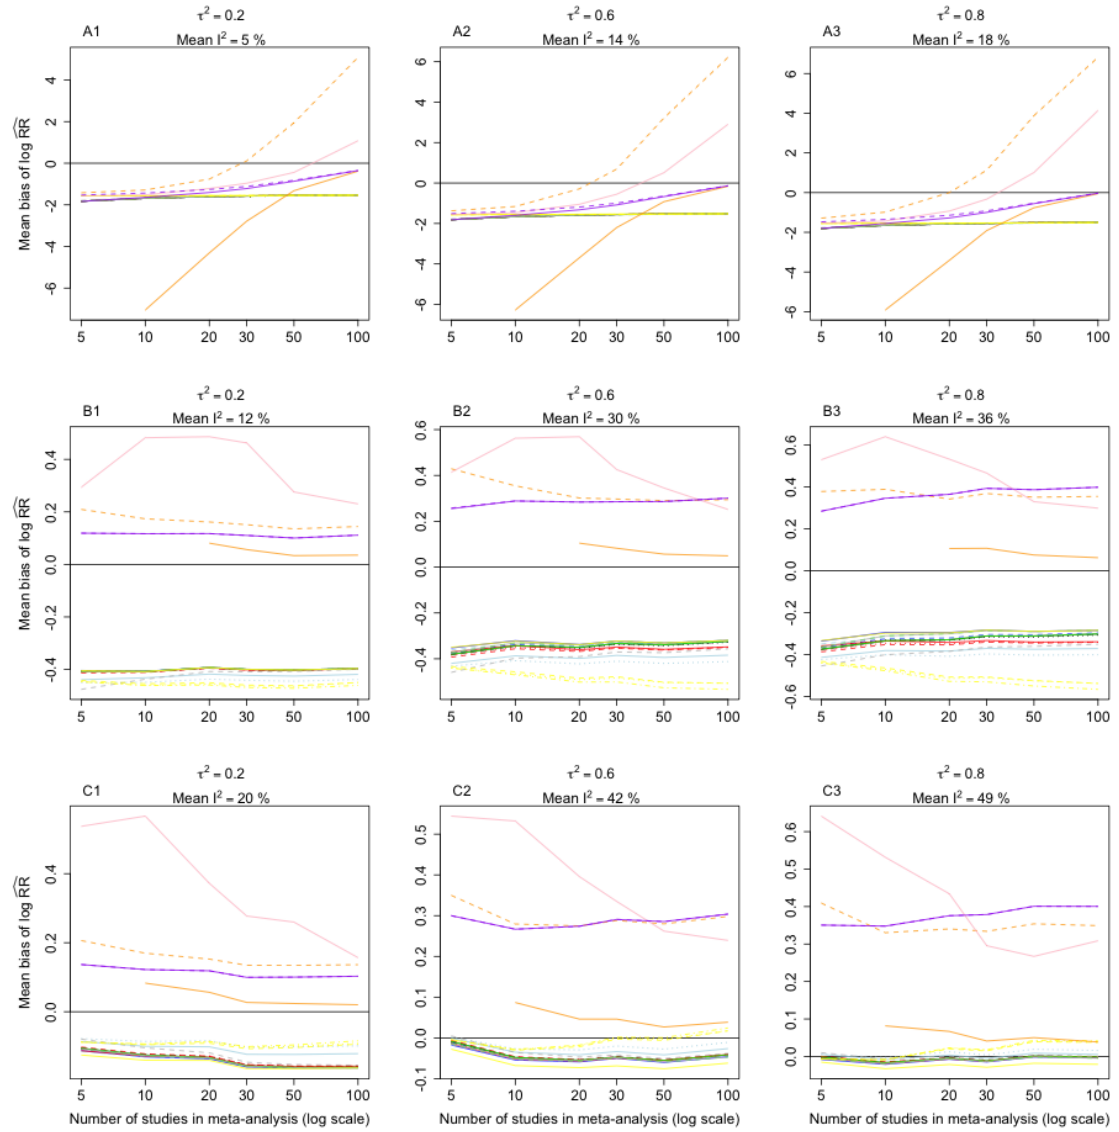 τ² = 0.2
A1 Mean I² = 5 %
τ² = 0.6
A2 Mean I² = 14 %
τ² = 0.8
A3 Mean I² = 18 %
Mean bias of log R̂R
4
2
0
-2
-4
-6
6
4
2
0
-2
-4
-6
6
4
2
0
-2
-4
-6
5 10 20 30 50 100
5 10 20 30 50 100
5 10 20 30 50 100
τ² = 0.2
B1 Mean I² = 12 %
τ² = 0.6
B2 Mean I² = 30 %
τ² = 0.8
B3 Mean I² = 36 %
Mean bias of log R̂R
0.4
0.2
0.0
-0.2
-0.4
0.6
0.4
0.2
0.0
-0.2
-0.4
0.6
0.4
0.2
0.0
-0.2
-0.4
-0.6
5 10 20 30 50 100
5 10 20 30 50 100
5 10 20 30 50 100
τ² = 0.2
C1 Mean I² = 20 %
τ² = 0.6
C2 Mean I² = 42 %
τ² = 0.8
C3 Mean I² = 49 %
Mean bias of log R̂R
0.4
0.2
0.0
0.5
0.4
0.3
0.2
0.1
0.0
-0.1
0.6
0.5
0.4
0.3
0.2
0.1
0.0
5 10 20 30 50 100
5 10 20 30 50 100
5 10 20 30 50 100
Number of studies in meta-analysis (log scale)
Number of studies in meta-analysis (log scale)
Number of studies in meta-analysis (log scale)